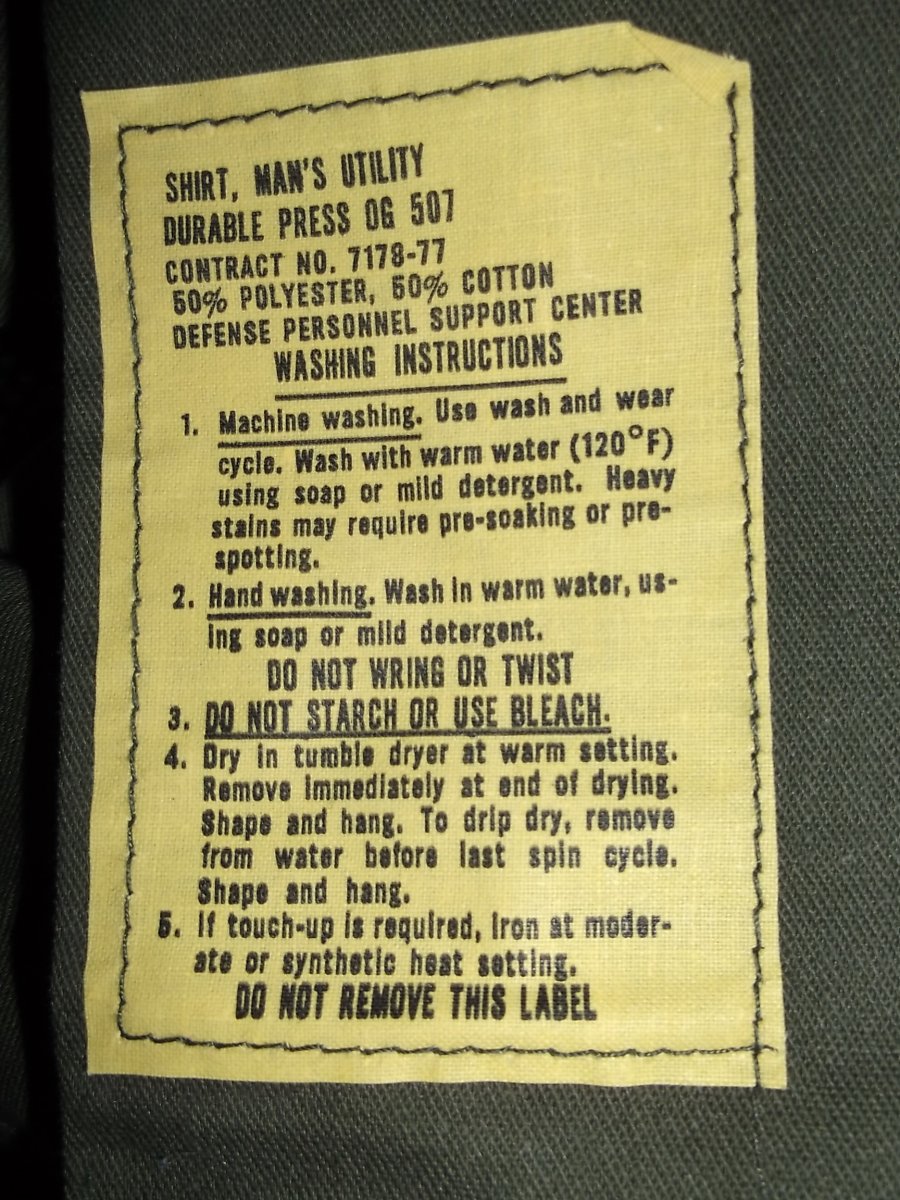 SHIRT, MAN'S UTILITY
DURABLE PRESS OG 507
CONTRACT NO. 7178-77
50% POLYESTER, 50% COTTON
DEFENSE PERSONNEL SUPPORT CENTER
WASHING INSTRUCTIONS
1. Machine washing. Use wash and wear
cycle. Wash with warm water (120°F)
using soap or mild detergent. Heavy
stains may require pre-soaking or pre-
spotting.
2. Hand washing. Wash in warm water, us-
ing soap or mild detergent.
DO NOT WRING OR TWIST
3. DO NOT STARCH OR USE BLEACH.
4. Dry in tumble dryer at warm setting.
Remove immediately at end of drying.
Shape and hang. To drip dry, remove
from water before last spin cycle.
Shape and hang.
5. If touch-up is required, iron at moder-
ate or synthetic heat setting.
DO NOT REMOVE THIS LABEL